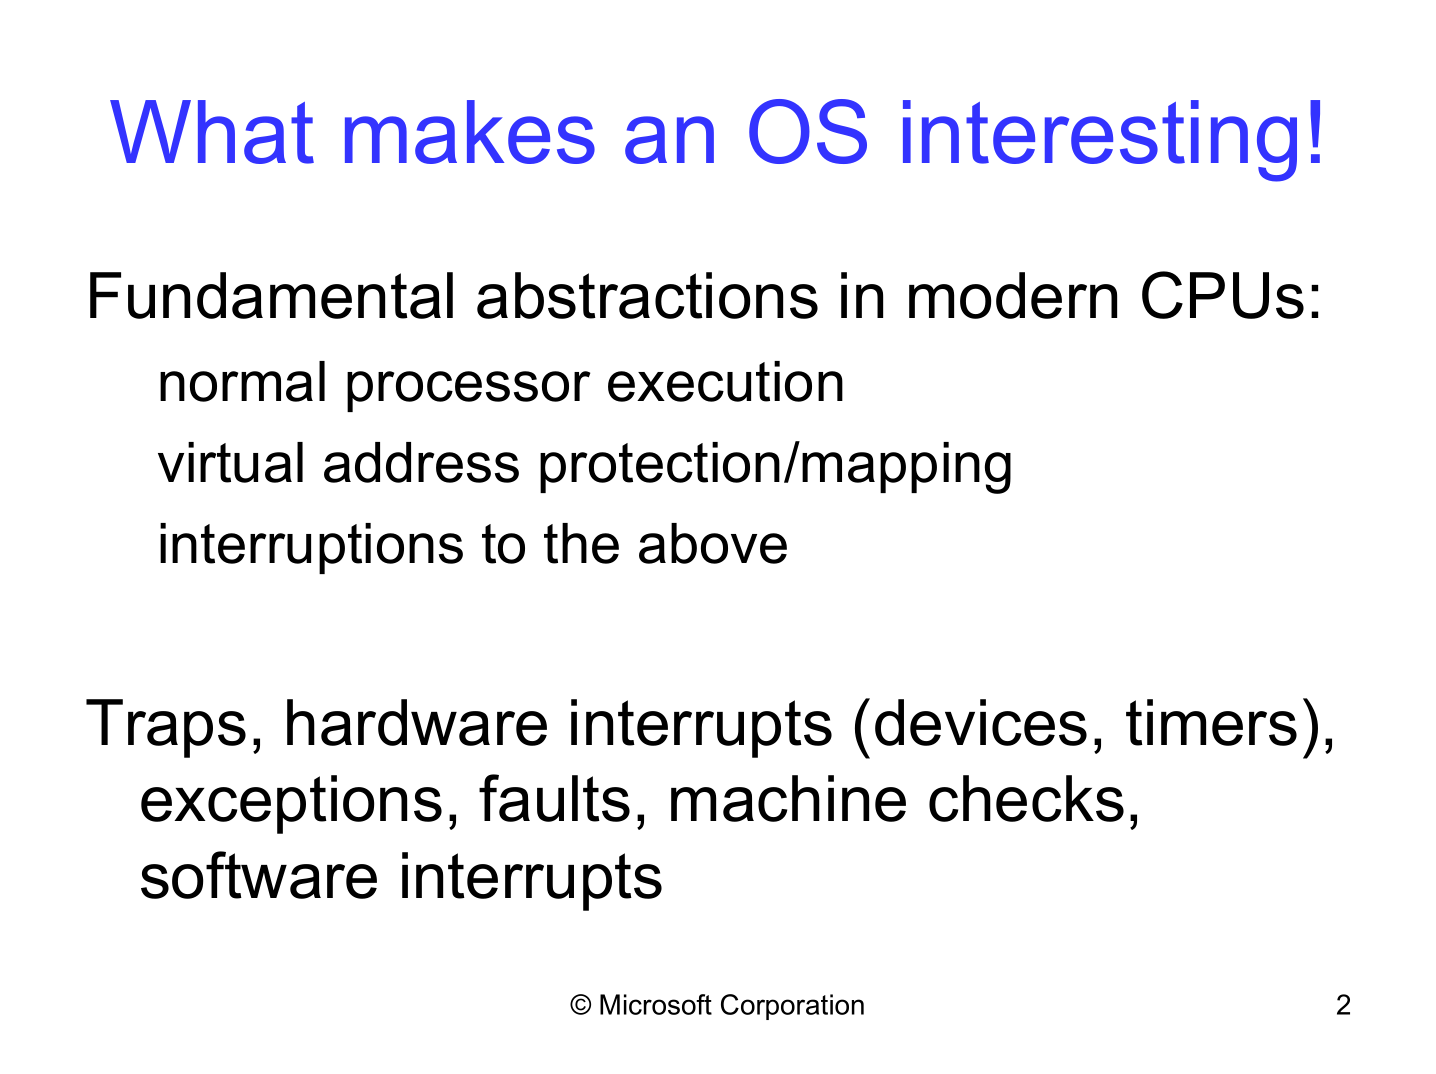 What makes an OS interesting!
Fundamental abstractions in modern CPUs:
normal processor execution
virtual address protection/mapping
interruptions to the above
Traps, hardware interrupts (devices, timers),
exceptions, faults, machine checks,
software interrupts
© Microsoft Corporation
2